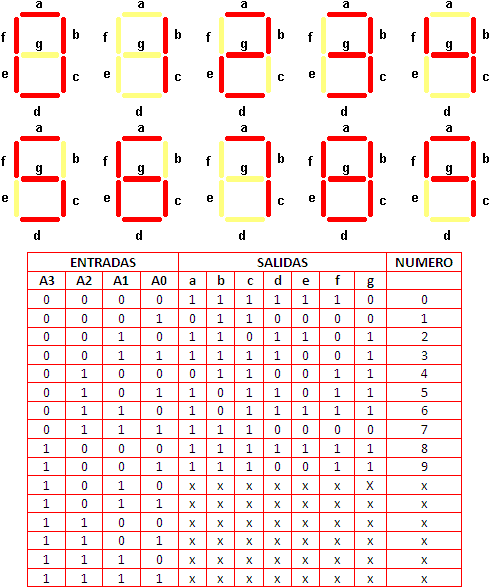 a a a a a
f g b f g b f g b f g b f g b
e c e c e c e c e c
d d d d d
a a a a a
f g b f g b f g b f g b f g b
e c e c e c e c e c
d d d d d
ENTRADAS SALIDAS NUMERO
A3 A2 A1 A0 a b c d e f g
0 0 0 0 1 1 1 1 1 1 0 0
0 0 0 1 0 1 1 0 0 0 0 1
0 0 1 0 1 1 0 1 1 0 1 2
0 0 1 1 1 1 1 1 0 0 1 3
0 1 0 0 0 1 1 0 0 1 1 4
0 1 0 1 1 0 1 1 0 1 1 5
0 1 1 0 1 0 1 1 1 1 1 6
0 1 1 1 1 1 1 0 0 0 0 7
1 0 0 0 1 1 1 1 1 1 1 8
1 0 0 1 1 1 1 0 0 1 1 9
1 0 1 0 x x x x x x X x
1 0 1 1 x x x x x x x x
1 1 0 0 x x x x x x x x
1 1 0 1 x x x x x x x x
1 1 1 0 x x x x x x x x
1 1 1 1 x x x x x x x x